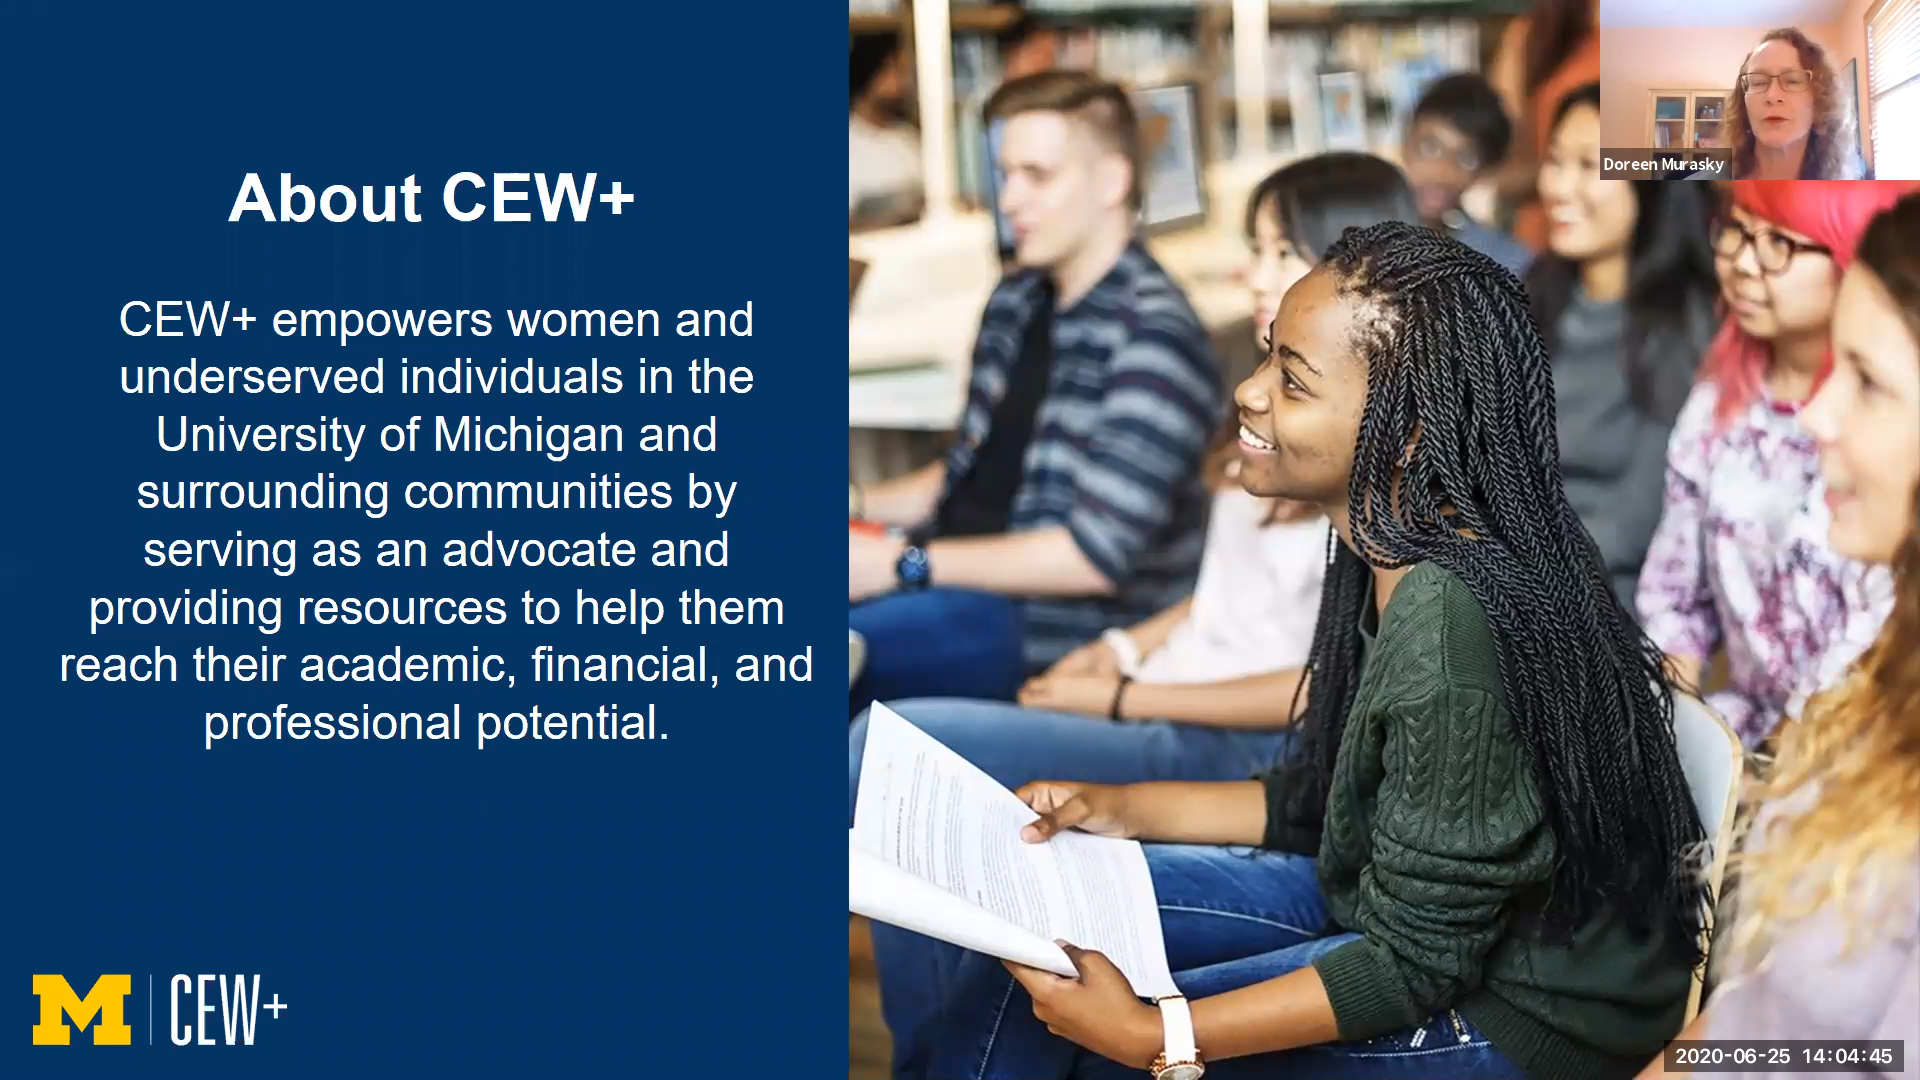 About CEW+
CEW+ empowers women and
underserved individuals in the
University of Michigan and
surrounding communities by
serving as an advocate and
providing resources to help them
reach their academic, financial, and
professional potential.
M | CEW+
Doreen Murasky
2020-06-25 14:04:45